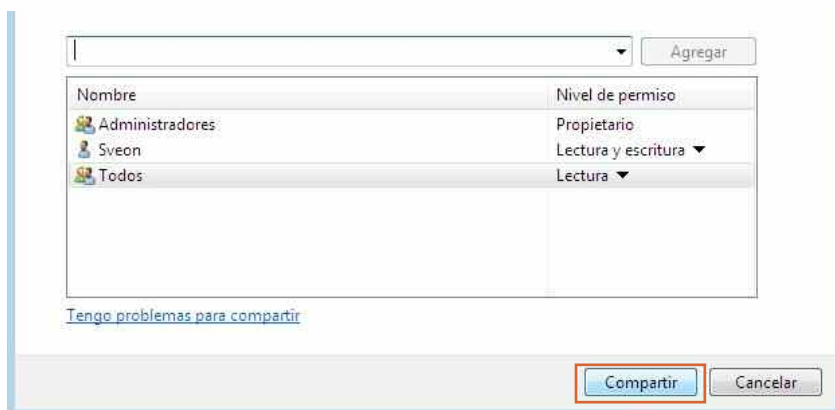 Agregar
Nombre Nivel de permiso
Administradores Propietario
Sveon Lectura y escritura
Todos Lectura
Tengo problemas para compartir
Compartir Cancelar